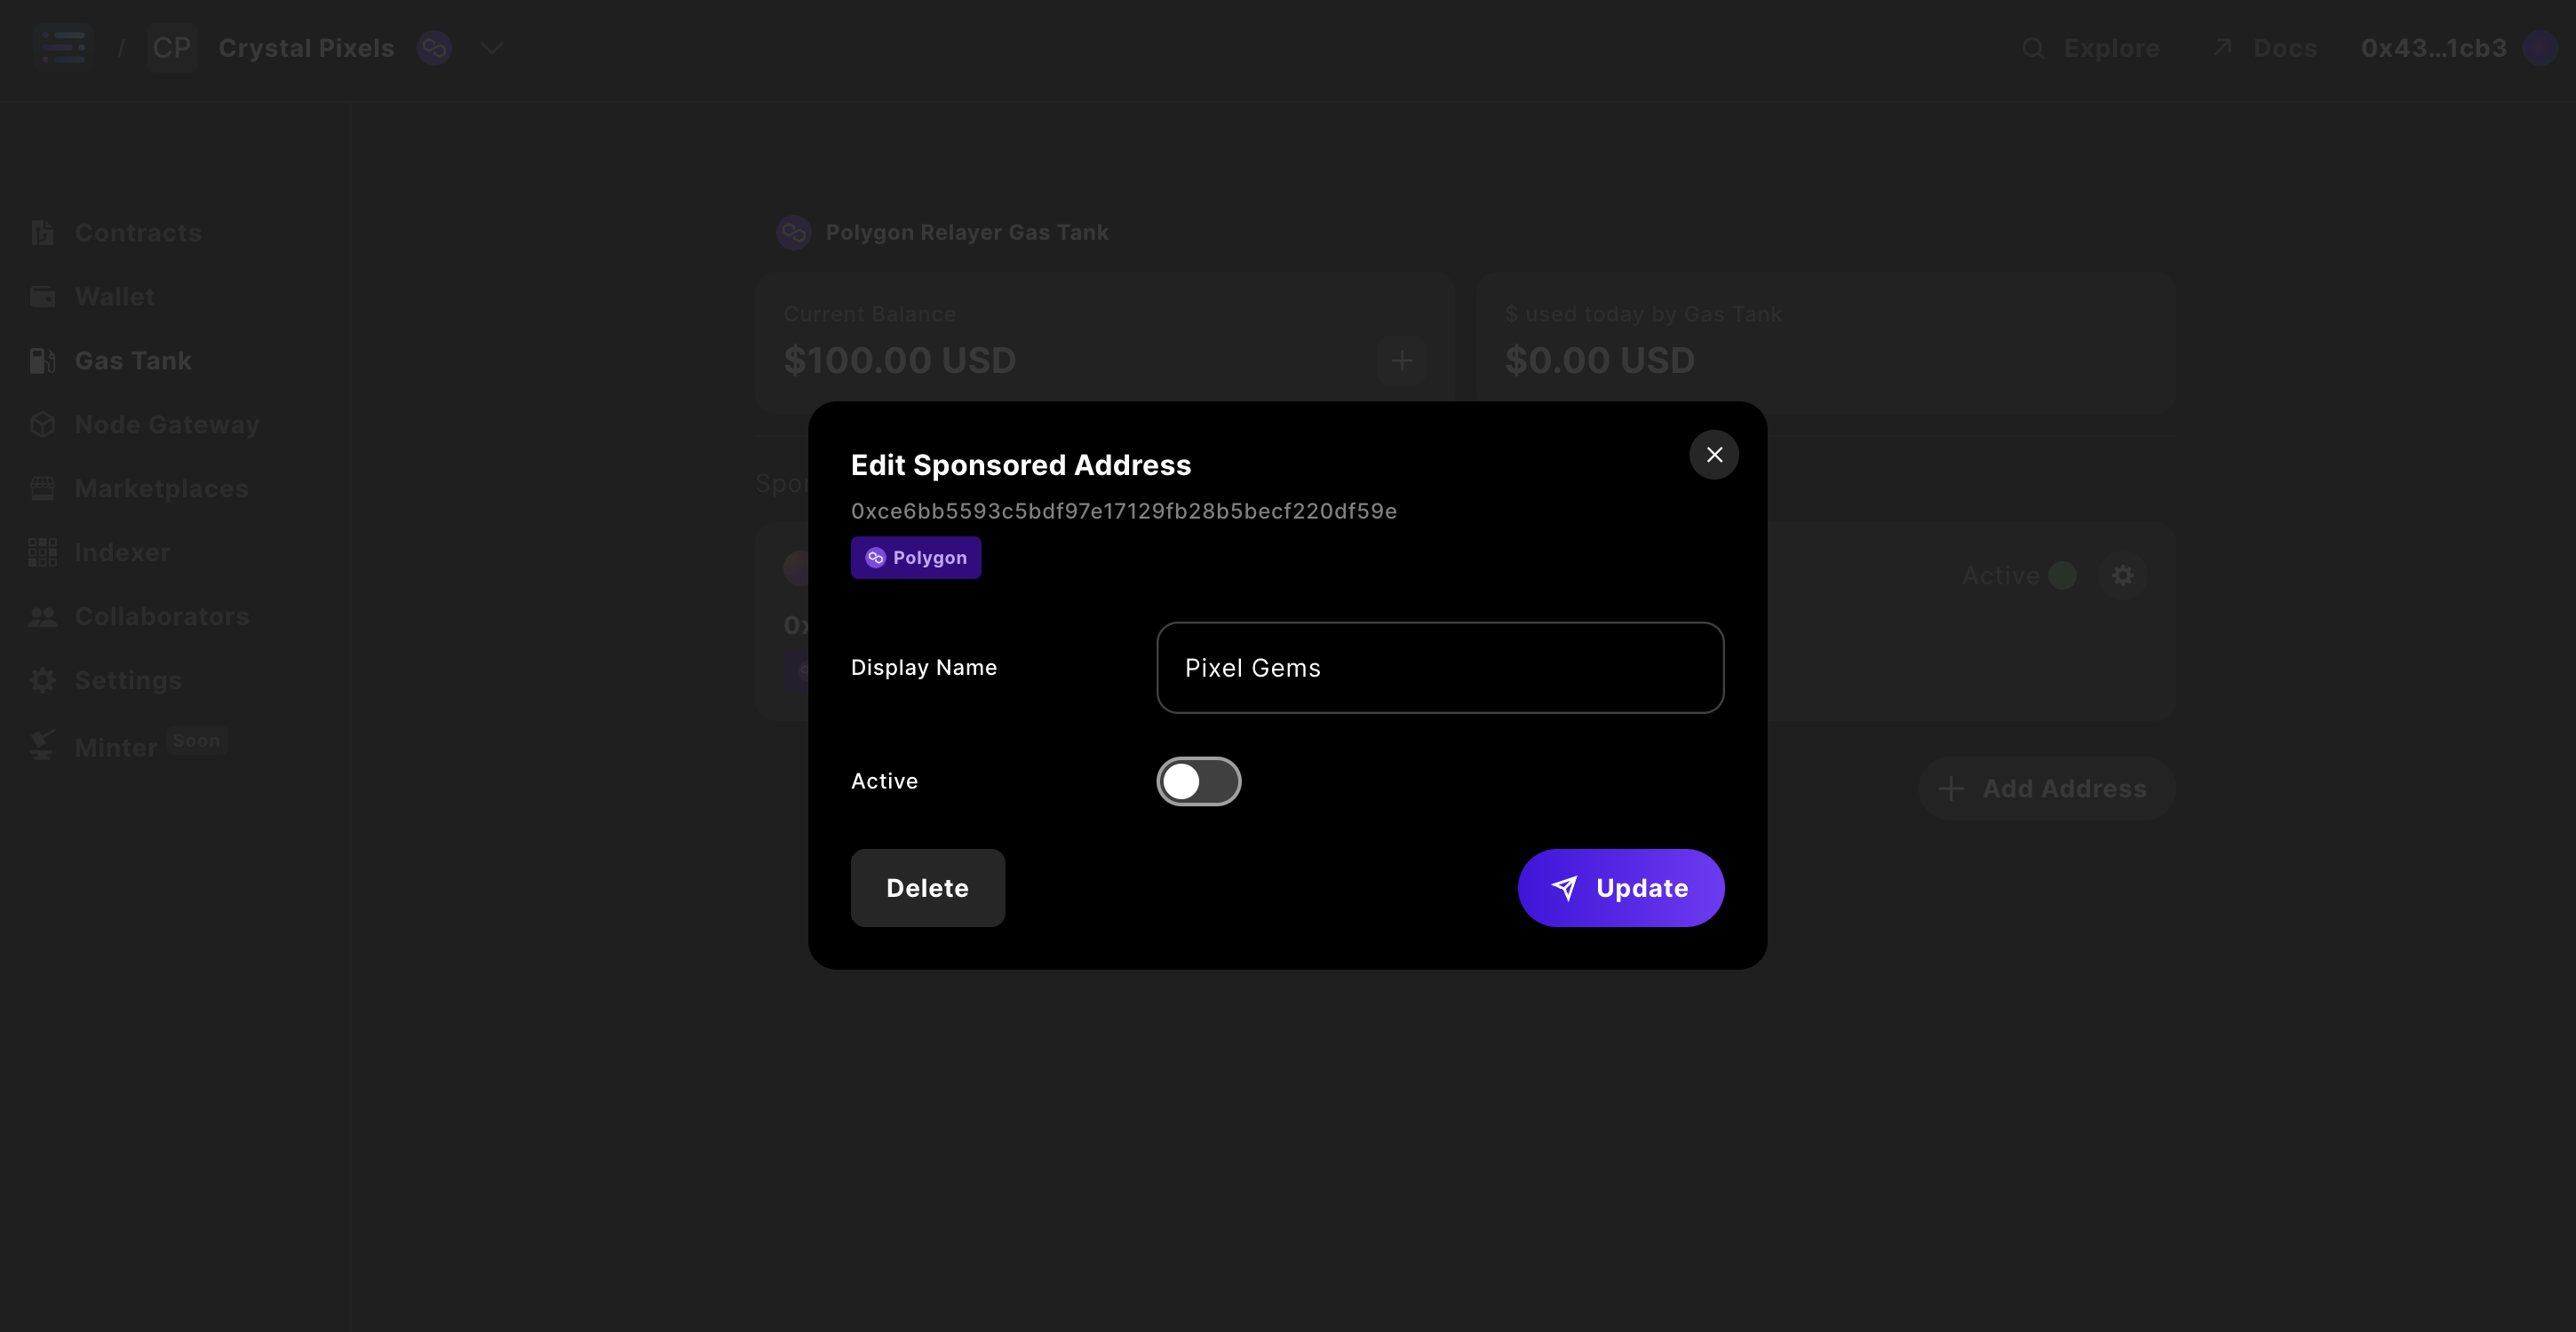 / CP Crystal Pixels
Explore
Docs
0x43...1cb3
Contracts
Wallet
Gas Tank
Node Gateway
Marketplaces
Indexer
Collaborators
Settings
Minter Soon
Polygon Relayer Gas Tank
Current Balance
$100.00 USD
$ used today by Gas Tank
$0.00 USD
Edit Sponsored Address
0xce6bb5593c5bdf97e17129fb28b5becf220df59e
Polygon
Display Name
Pixel Gems
Active
Delete
Update
Active
Add Address